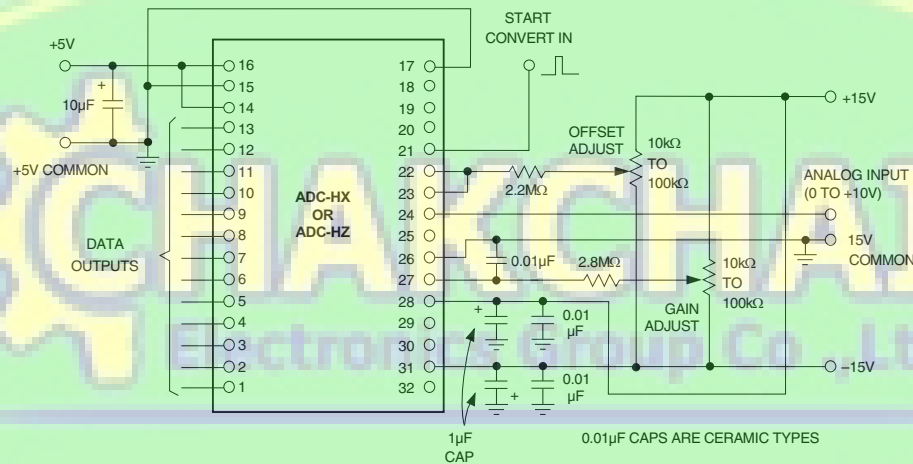 START
CONVERT IN
+5V
+
10µF
+5V COMMON
16
15
14
13
12
11
10
9
8
7
6
5
4
3
2
1
DATA
OUTPUTS
ADC-HX
OR
ADC-HZ
17
18
19
20
21
22
23
24
25
26
27
28
29
30
31
32
OFFSET
ADJUST
2.2MΩ
10kΩ
TO
100kΩ
+15V
ANALOG INPUT
(0 TO +10V)
15V
COMMON
0.01µF
2.8MΩ
10kΩ
TO
100kΩ
GAIN
ADJUST
+
0.01
µF
–15V
+
0.01
µF
1µF
CAP
0.01µF CAPS ARE CERAMIC TYPES
CHAKCHA
Electronics Group Co .,Lt